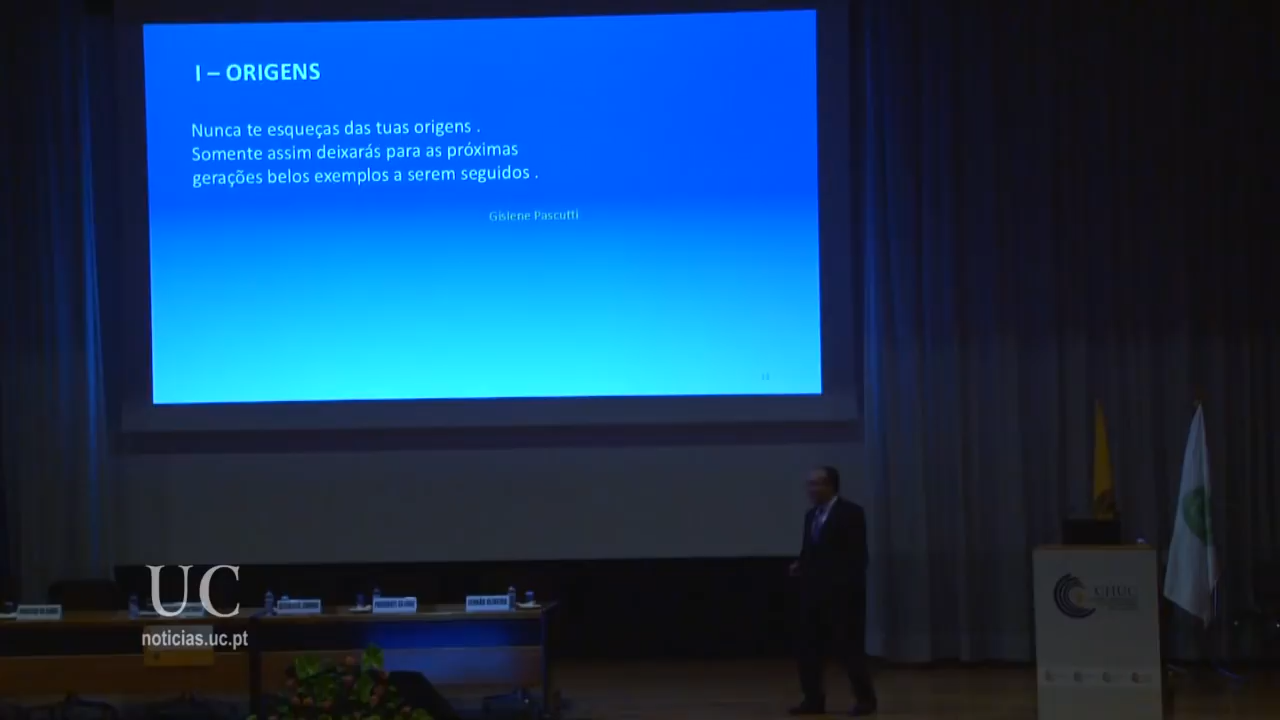 I – ORIGENS
Nunca te esqueças das tuas origens .
Somente assim deixarás para as próximas
gerações belos exemplos a serem seguidos .
Gislene Pascutti
UC
noticias.uc.pt
CHUC